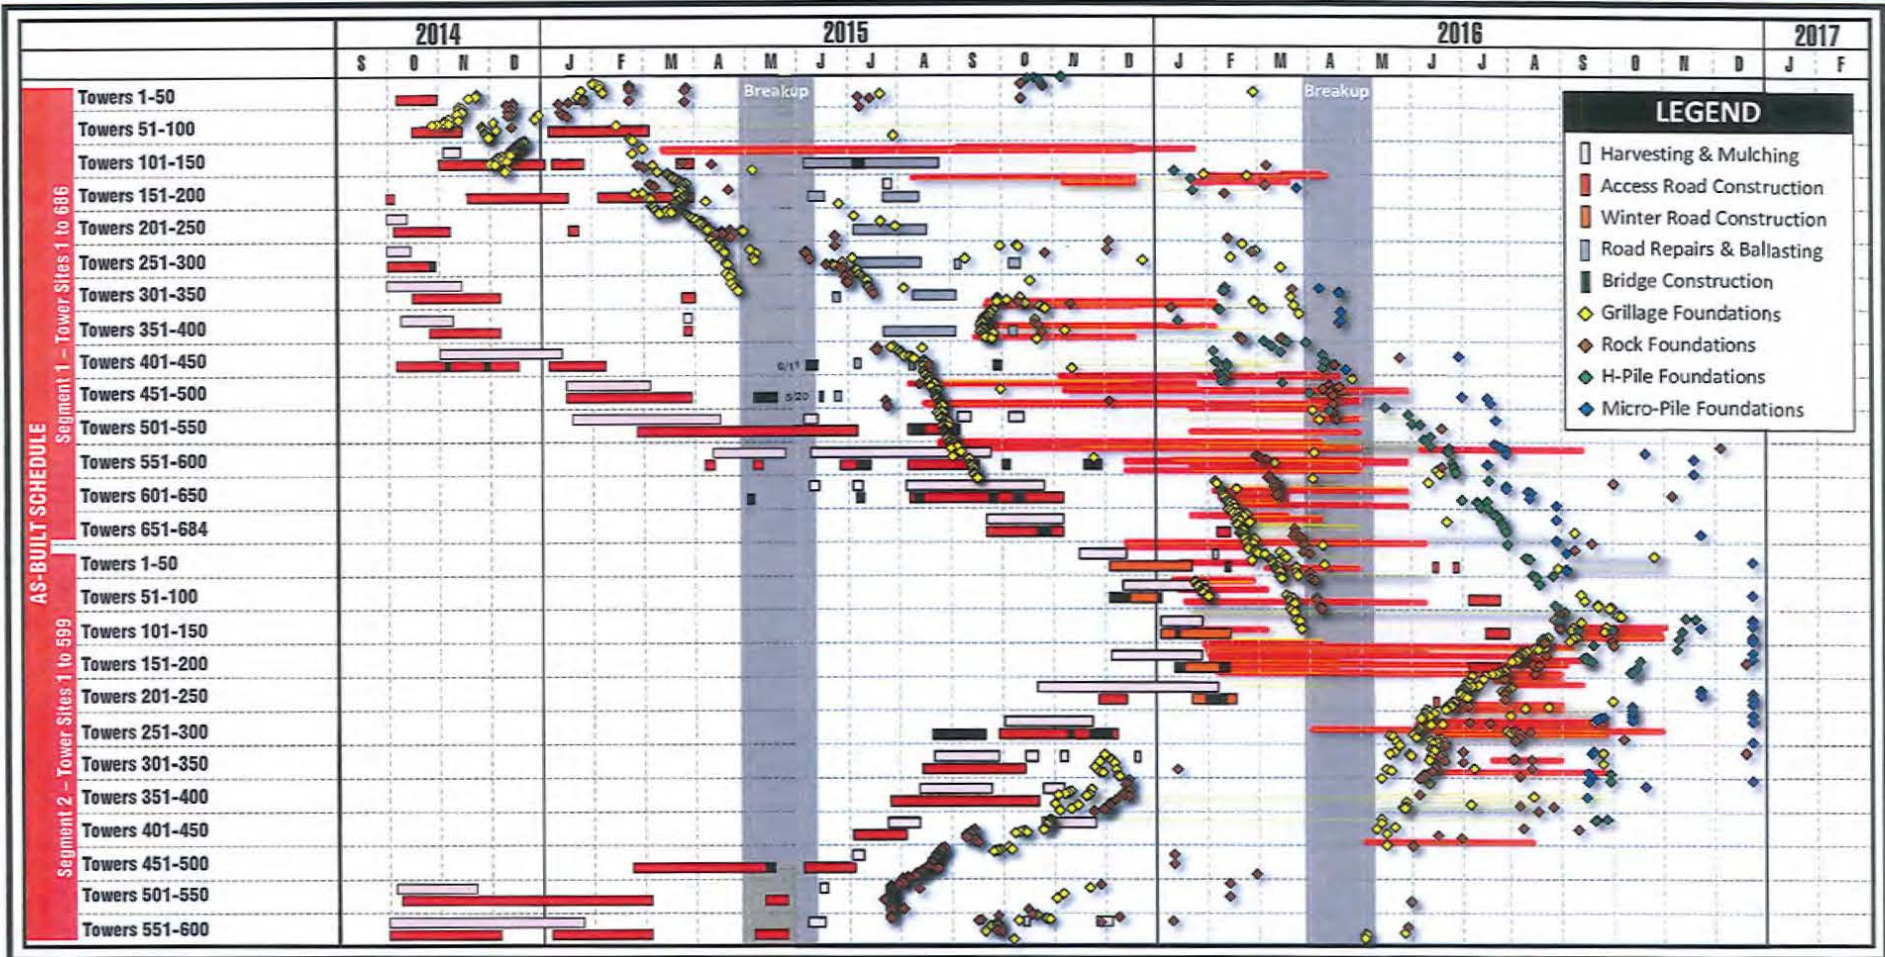 2014 2015 2016 2017
S O N D J F M A M J J A S O N D J F M A M J J A S O N D J F
Breakup Breakup
AS-BUILT SCHEDULE
Segment 1 – Tower Sites 1 to 686
Towers 1-50
Towers 51-100
Towers 101-150
Towers 151-200
Towers 201-250
Towers 251-300
Towers 301-350
Towers 351-400
Towers 401-450
6/11
Towers 451-500
5/20
Towers 501-550
Towers 551-600
Towers 601-650
Towers 651-684
Segment 2 – Tower Sites 1 to 599
Towers 1-50
Towers 51-100
Towers 101-150
Towers 151-200
Towers 201-250
Towers 251-300
Towers 301-350
Towers 351-400
Towers 401-450
Towers 451-500
Towers 501-550
Towers 551-600
LEGEND
Harvesting & Mulching
Access Road Construction
Winter Road Construction
Road Repairs & Ballasting
Bridge Construction
Grillage Foundations
Rock Foundations
H-Pile Foundations
Micro-Pile Foundations